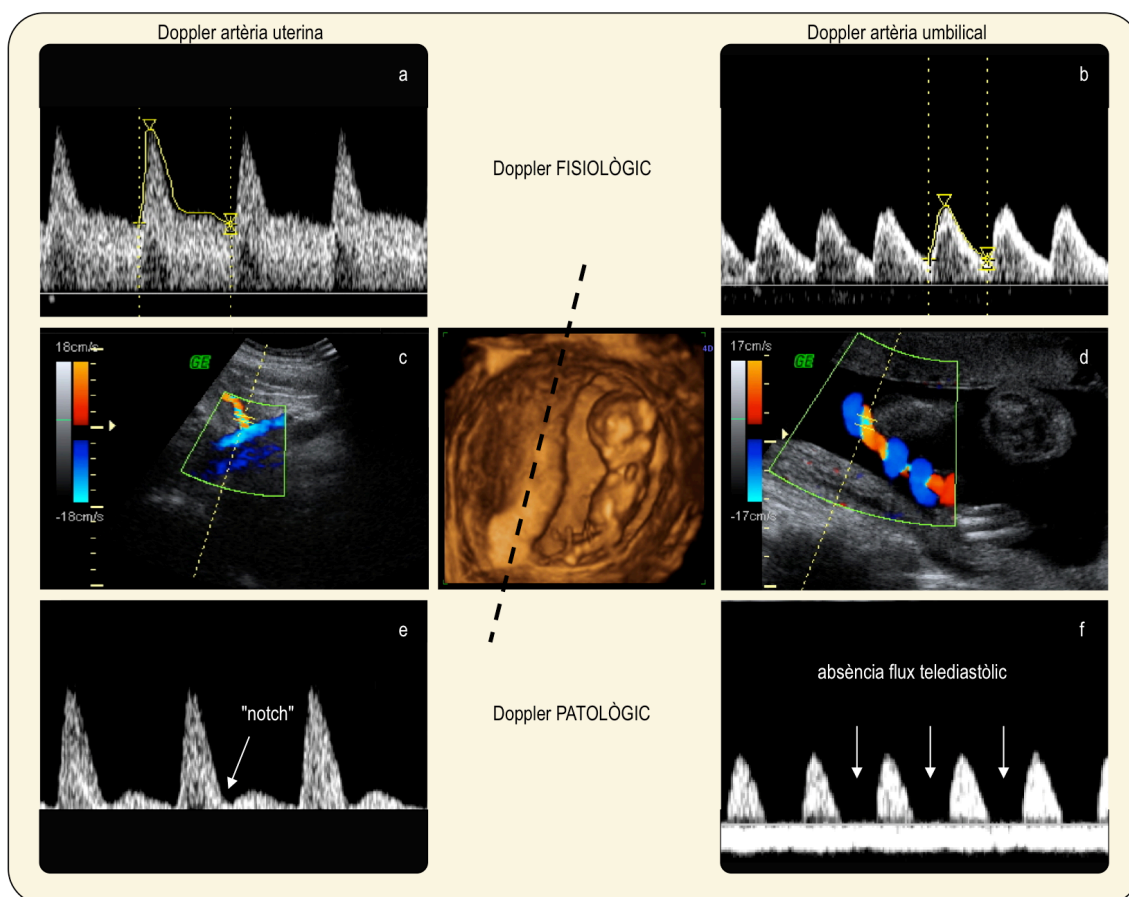 Doppler artèria uterina
Doppler artèria umbilical
a
b
Doppler FISIOLÒGIC
18cm/s
GE
c
-18cm/s
4D
17cm/s
GE
d
-17cm/s
e
"notch"
Doppler PATOLÒGIC
f
absència flux telediastòlic